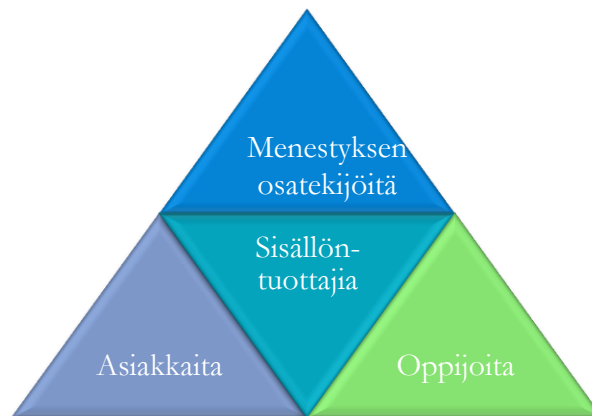 Menestyksen
osatekijöitä
Sisällön-
tuottajia
Asiakkaita
Oppijoita